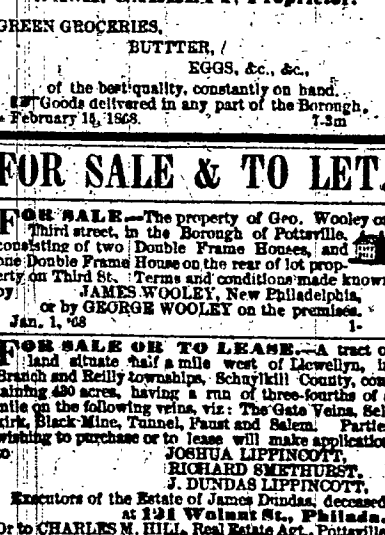 GREEN GROCERIES,
BUTTTER,
EGGS, &c., &c.,
of the best quality, constantly on hand.
Goods delivered in any part of the Borough.
February 15, 1868. 7-3m
FOR SALE & TO LET.
FOR SALE.—The property of Geo. Wooley on
Third street, in the Borough of Pottsville,
consisting of two Double Frame Houses, and
one Double Frame House on the rear of lot prop-
erty on Third St. Terms and conditions made known
by JAMES WOOLEY, New Philadelphia,
or by GEORGE WOOLEY on the premises.
Jan. 1, '68 1-
FOR SALE OR TO LEASE.—A tract o
land situate half a mile west of Llewellyn, i
Branch and Reilly townships, Schuylkill County, con
taining 430 acres, having a run of three-fourths of
mile on the following veins, viz: The Gate Veins, Sel
kirk, Black Mine, Tunnel, Faust and Salem. Partie
wishing to purchase or to lease will make application
to JOSHUA LIPPINCOTT,
RICHARD SMETHURST,
J. DUNDAS LIPPINCOTT,
Executors of the Estate of James Dundas, deceased
at 121 Walnut St., Philada.
Or to CHARLES M. HILL, Real Estate Agt., Pottsville